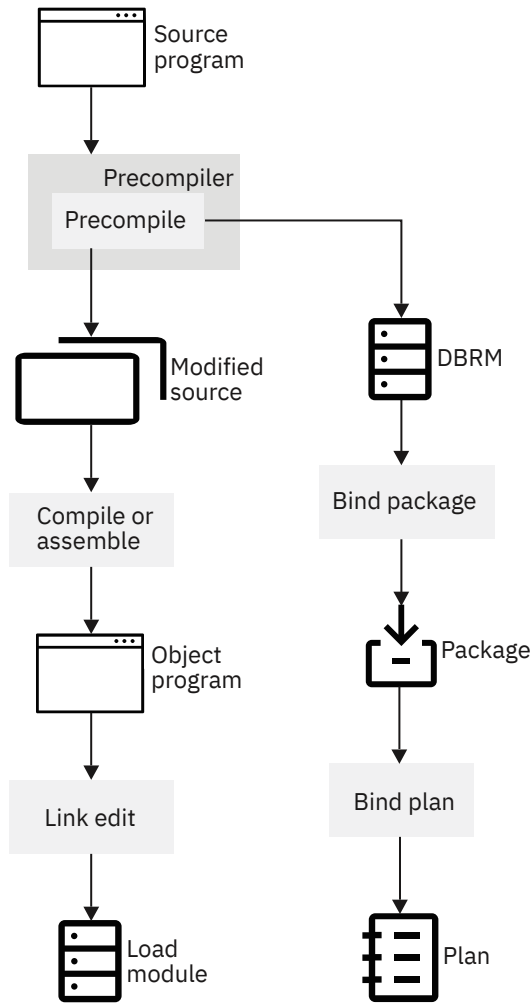 Source
program
Precompiler
Precompile
Modified
source
DBRM
Compile or
assemble
Bind package
Object
program
Package
Link edit
Bind plan
Load
module
Plan